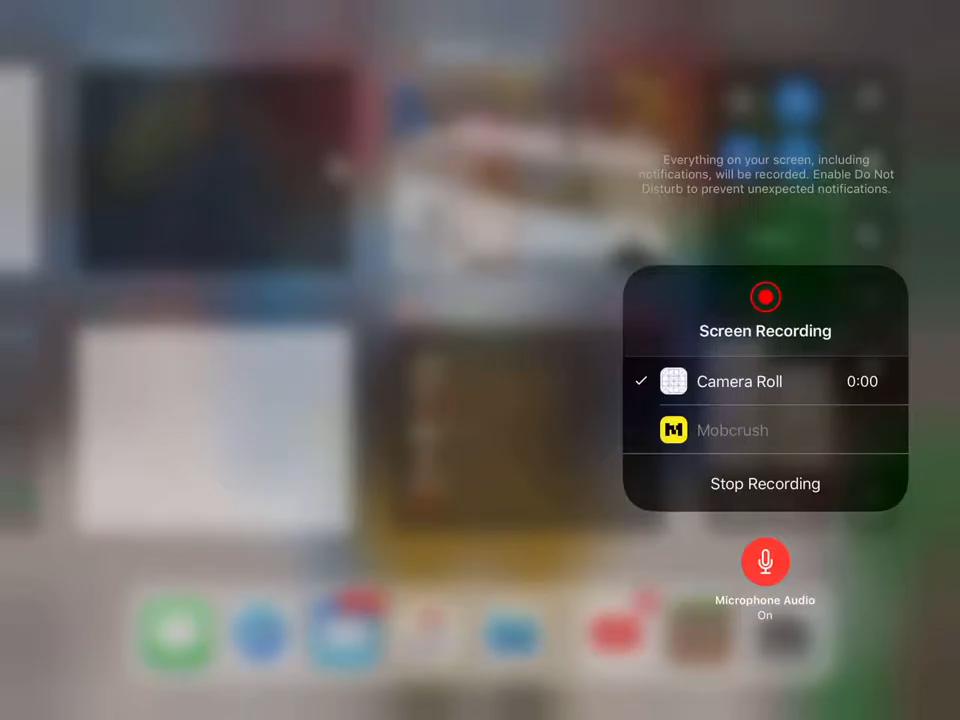 Everything on your screen, including
notifications, will be recorded. Enable Do Not
Disturb to prevent unexpected notifications.
Screen Recording
Camera Roll 0:00
Mobcrush
Stop Recording
Microphone Audio
On